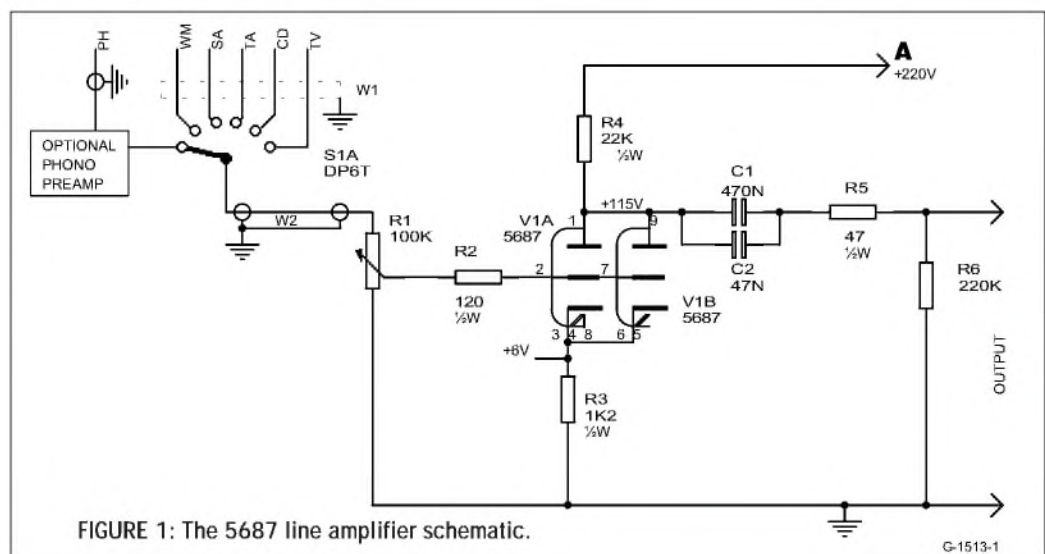 PH
WM
SA
TA
CD
TV
W1
OPTIONAL
PHONO
PREAMP
S1A
DP6T
W2
R1
100K
R2
120
½W
A
+220V
R4
22K
½W
+115V
V1A
5687
1
9
2
7
3
4
8
6
5
V1B
5687
C1
470N
C2
47N
R5
47
½W
R6
220K
+6V
R3
1K2
½W
OUTPUT
FIGURE 1: The 5687 line amplifier schematic.
G-1513-1